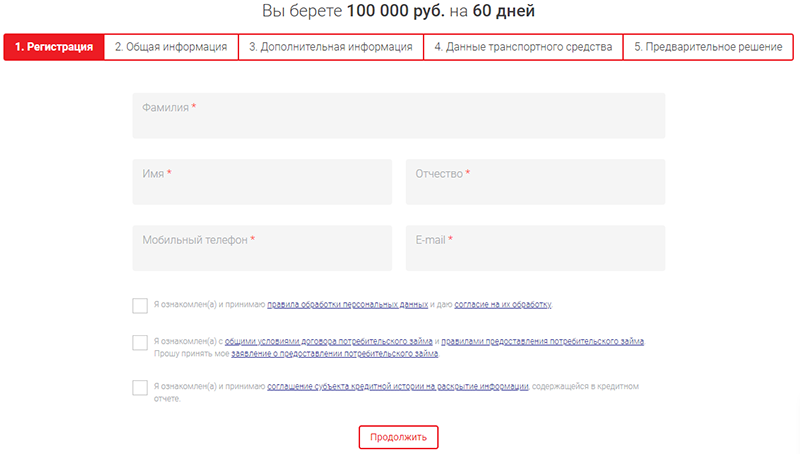 Вы берете 100 000 руб. на 60 дней
1. Регистрация 2. Общая информация 3. Дополнительная информация 4. Данные транспортного средства 5. Предварительное решение
Фамилия *
Имя * Отчество *
Мобильный телефон * E-mail *
Я ознакомлен(а) и принимаю правила обработки персональных данных и даю согласие на их обработку.
Я ознакомлен(а) с общими условиями договора потребительского займа и правилами предоставления потребительского займа
Прошу принять мое заявление о предоставлении потребительского займа.
Я ознакомлен(а) и принимаю соглашение субъекта кредитной истории на раскрытие информации, содержащейся в кредитном
отчете.
Продолжить